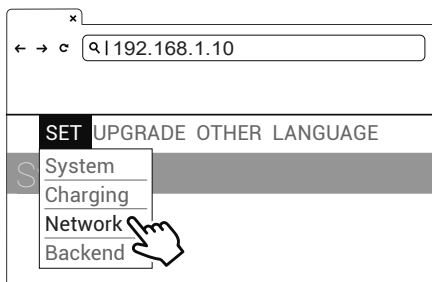 192.168.1.10
SET UPGRADE OTHER LANGUAGE
S
System
Charging
Network
Backend